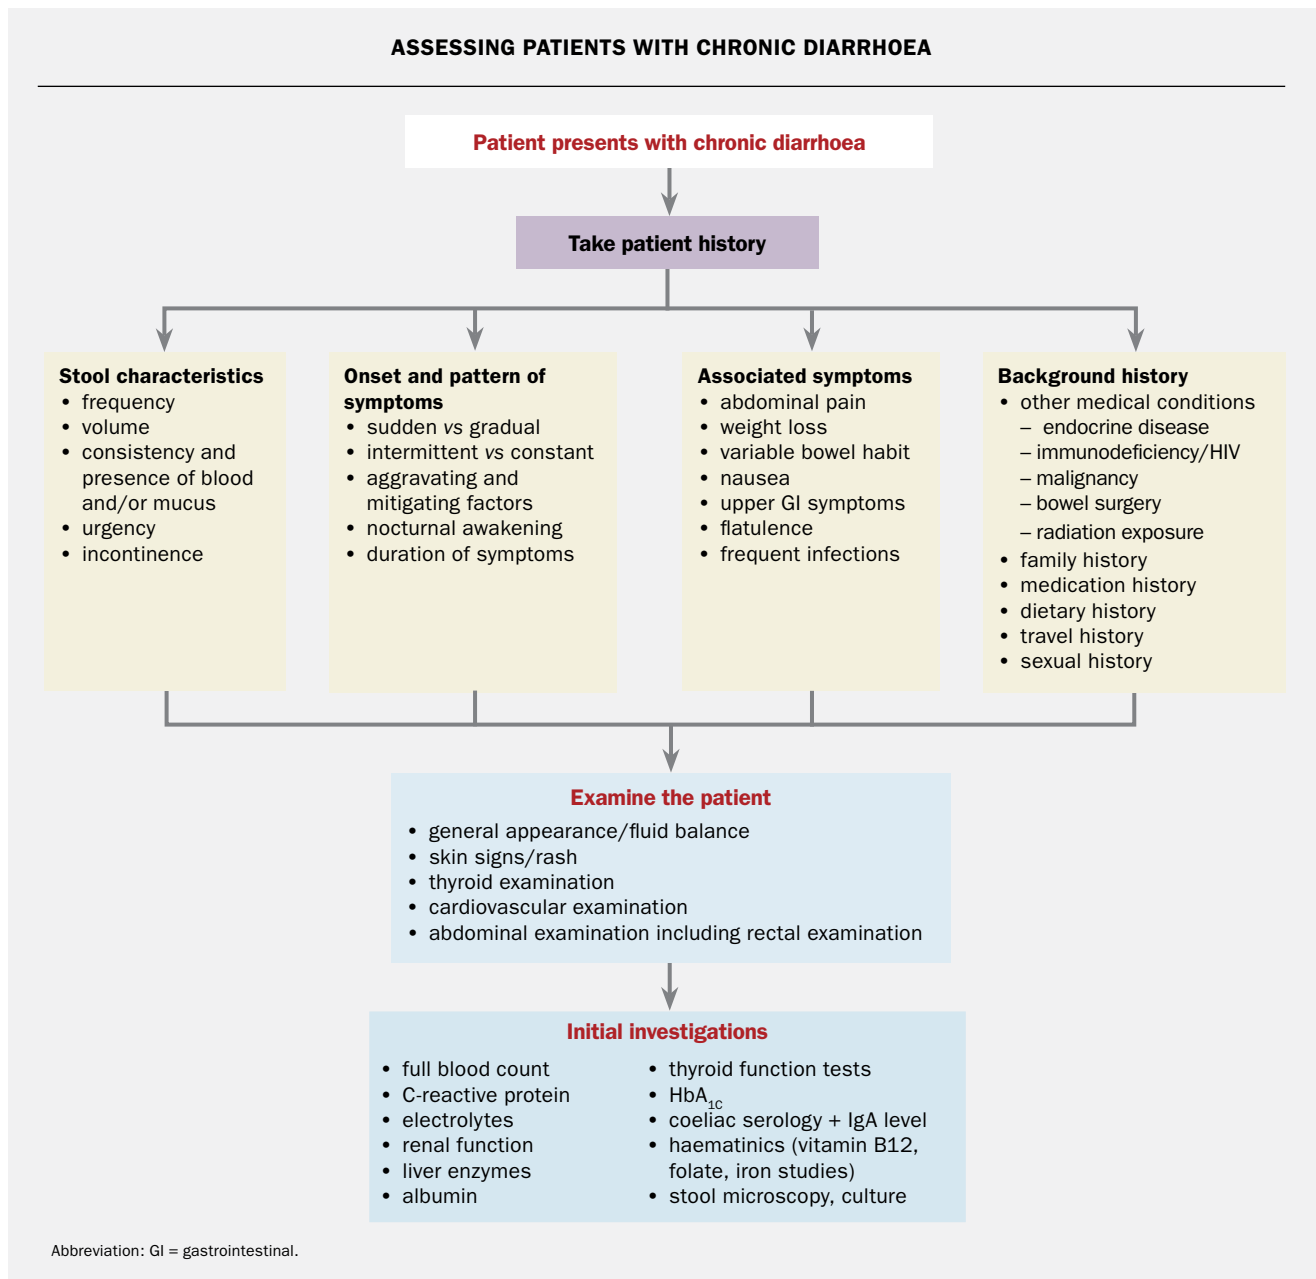 ASSESSING PATIENTS WITH CHRONIC DIARRHOEA
Patient presents with chronic diarrhoea
Take patient history
Stool characteristics
• frequency
• volume
• consistency and
presence of blood
and/or mucus
• urgency
• incontinence
Onset and pattern of
symptoms
• sudden vs gradual
• intermittent vs constant
• aggravating and
mitigating factors
• nocturnal awakening
• duration of symptoms
Associated symptoms
• abdominal pain
• weight loss
• variable bowel habit
• nausea
• upper GI symptoms
• flatulence
• frequent infections
Background history
• other medical conditions
– endocrine disease
– immunodeficiency/HIV
– malignancy
– bowel surgery
– radiation exposure
• family history
• medication history
• dietary history
• travel history
• sexual history
Examine the patient
• general appearance/fluid balance
• skin signs/rash
• thyroid examination
• cardiovascular examination
• abdominal examination including rectal examination
Initial investigations
• full blood count
• C-reactive protein
• electrolytes
• renal function
• liver enzymes
• albumin
• thyroid function tests
• HbA1C
• coeliac serology + IgA level
• haematinics (vitamin B12,
folate, iron studies)
• stool microscopy, culture
Abbreviation: GI = gastrointestinal.